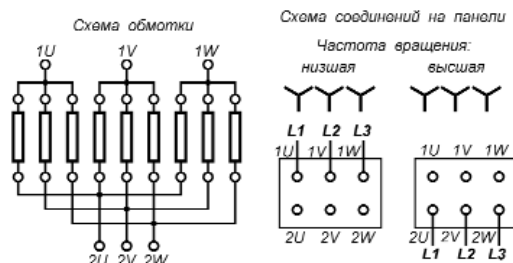 Схема обмотки
1U 1V 1W
2U 2V 2W
Схема соединений на панели
Частота вращения:
низшая высшая
L1 L2 L3
1U 1V 1W
2U 2V 2W
1U 1V 1W
2U 2V 2W
L1 L2 L3